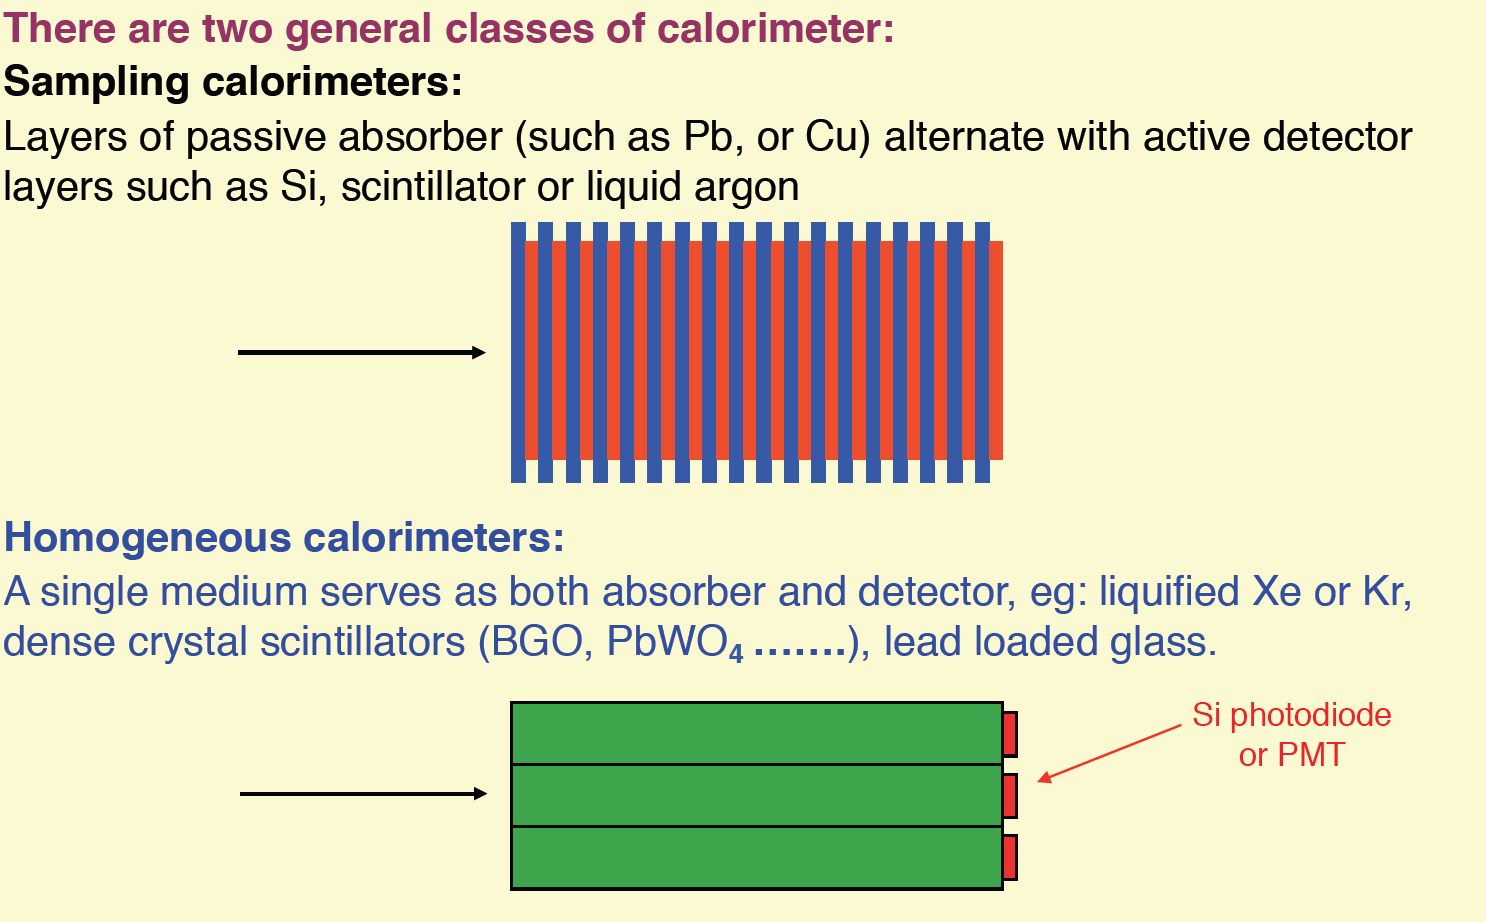 There are two general classes of calorimeter:
Sampling calorimeters:
Layers of passive absorber (such as Pb, or Cu) alternate with active detector
layers such as Si, scintillator or liquid argon
Homogeneous calorimeters:
A single medium serves as both absorber and detector, eg: liquified Xe or Kr,
dense crystal scintillators (BGO, PbWO₄ .......), lead loaded glass.
Si photodiode
or PMT